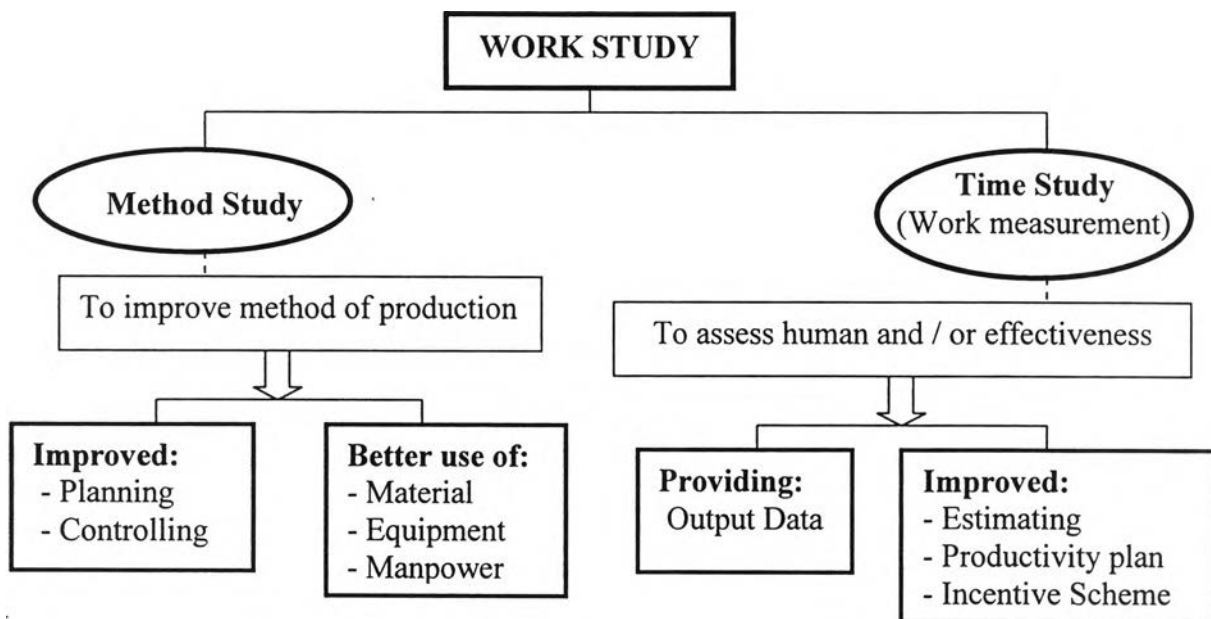 WORK STUDY
Method Study
Time Study
(Work measurement)
To improve method of production
To assess human and / or effectiveness
Improved:
- Planning
- Controlling
Better use of:
- Material
- Equipment
- Manpower
Providing:
Output Data
Improved:
- Estimating
- Productivity plan
- Incentive Scheme